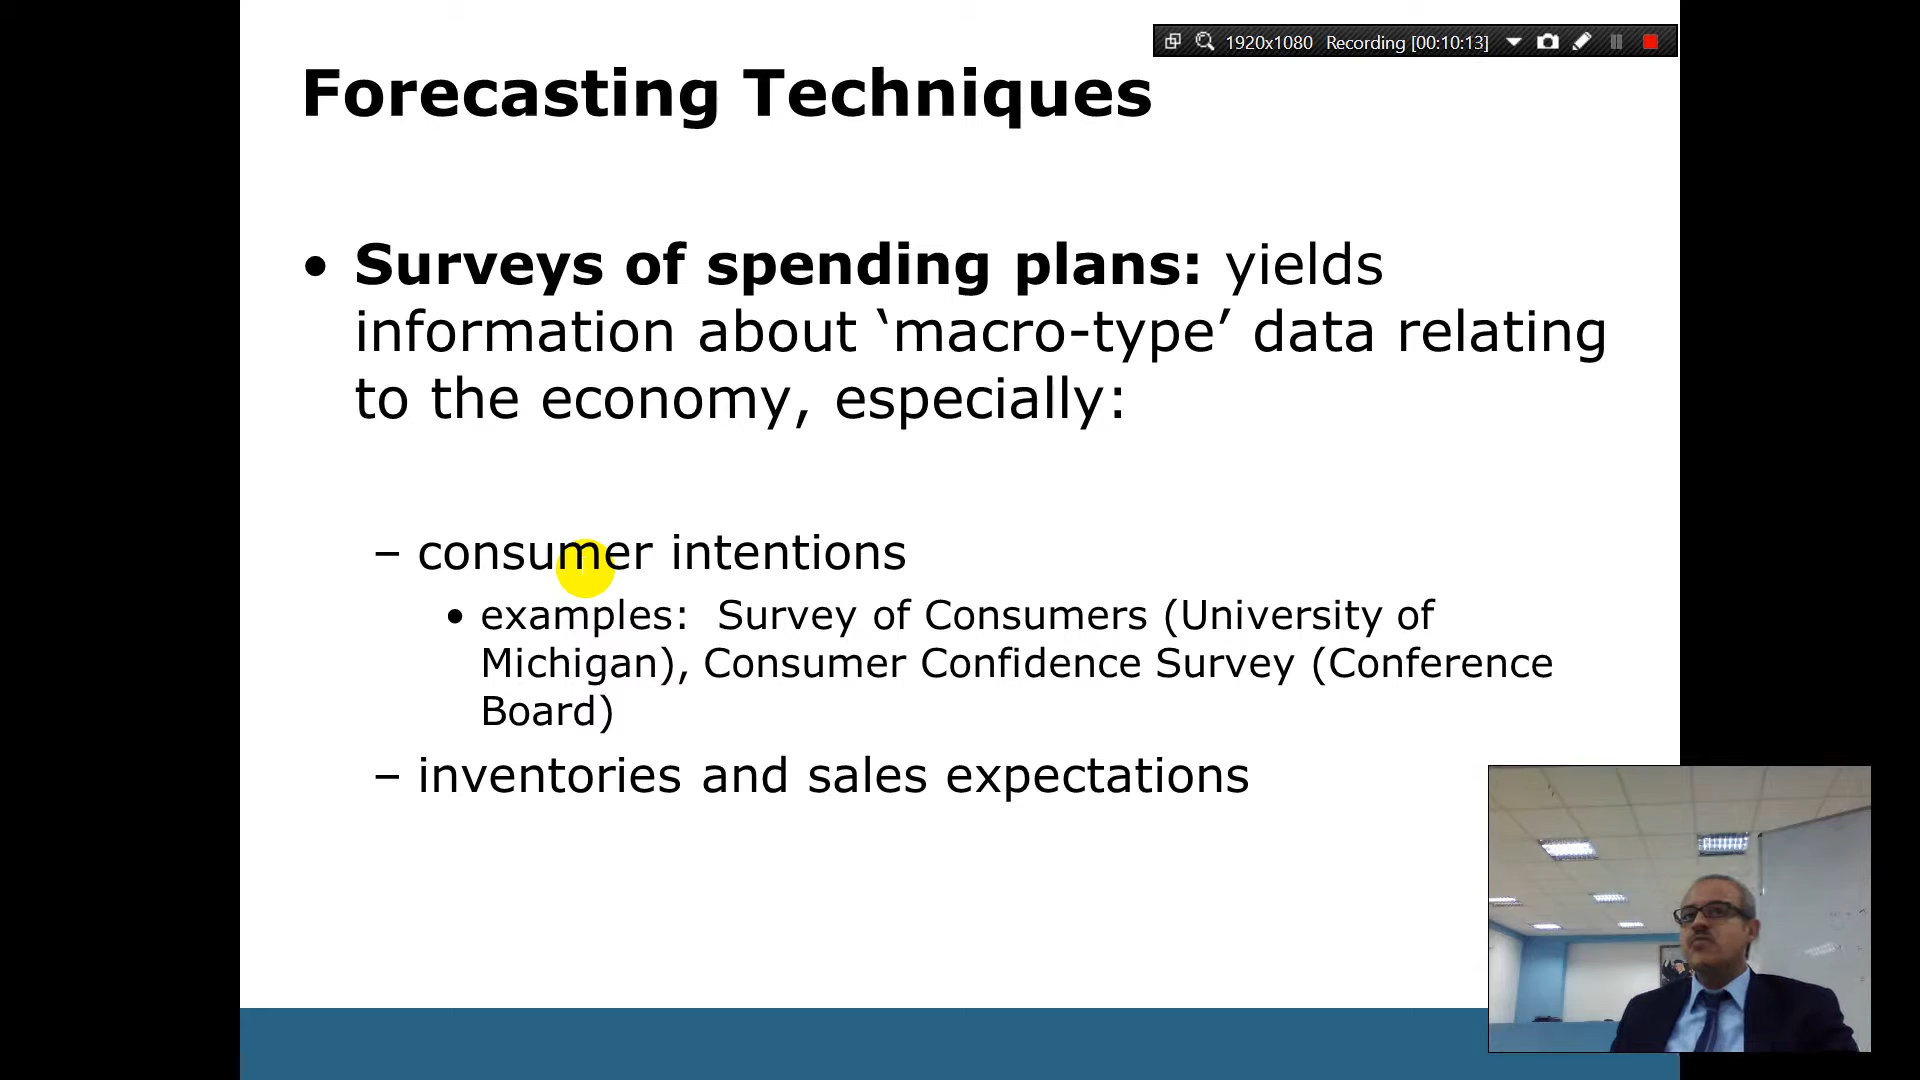 1920x1080 Recording [00:10:13]
Forecasting Techniques
• Surveys of spending plans: yields
information about ‘macro-type’ data relating
to the economy, especially:
– consumer intentions
• examples:  Survey of Consumers (University of
Michigan), Consumer Confidence Survey (Conference
Board)
– inventories and sales expectations